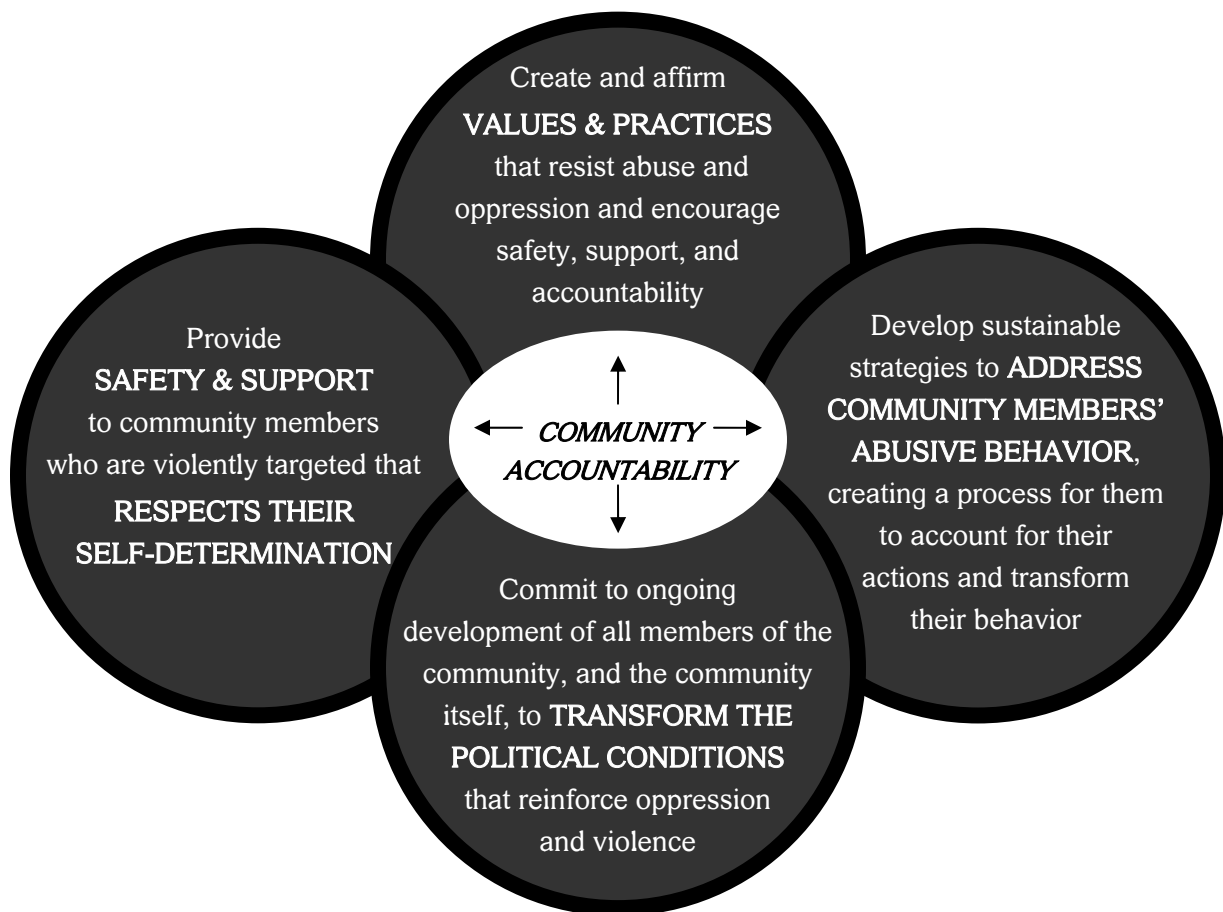 Create and affirm
VALUES & PRACTICES
that resist abuse and
oppression and encourage
safety, support, and
accountability
Provide
SAFETY & SUPPORT
to community members
who are violently targeted that
RESPECTS THEIR
SELF-DETERMINATION
COMMUNITY
ACCOUNTABILITY
Develop sustainable
strategies to ADDRESS
COMMUNITY MEMBERS’
ABUSIVE BEHAVIOR,
creating a process for them
to account for their
actions and transform
their behavior
Commit to ongoing
development of all members of the
community, and the community
itself, to TRANSFORM THE
POLITICAL CONDITIONS
that reinforce oppression
and violence